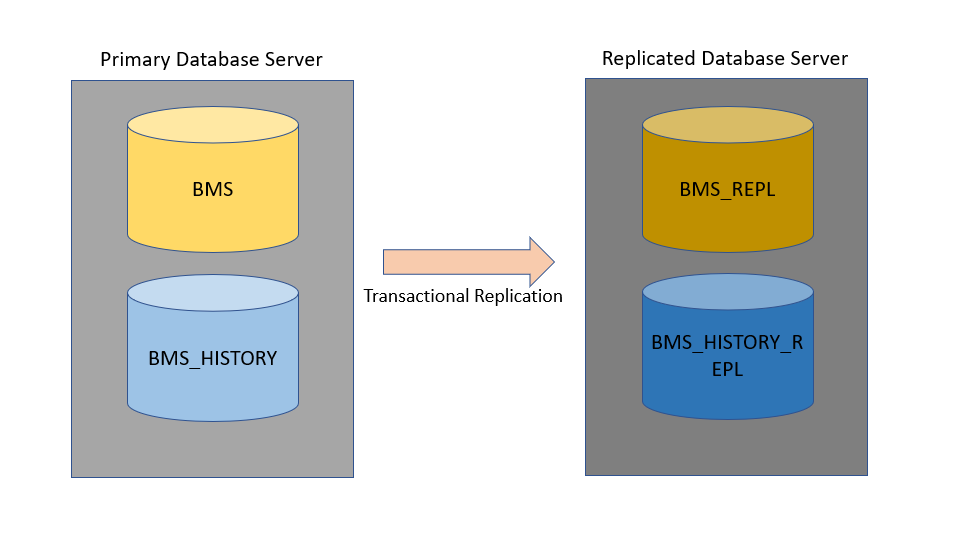 Primary Database Server
Replicated Database Server
BMS
BMS_REPL
Transactional Replication
BMS_HISTORY
BMS_HISTORY_R
EPL